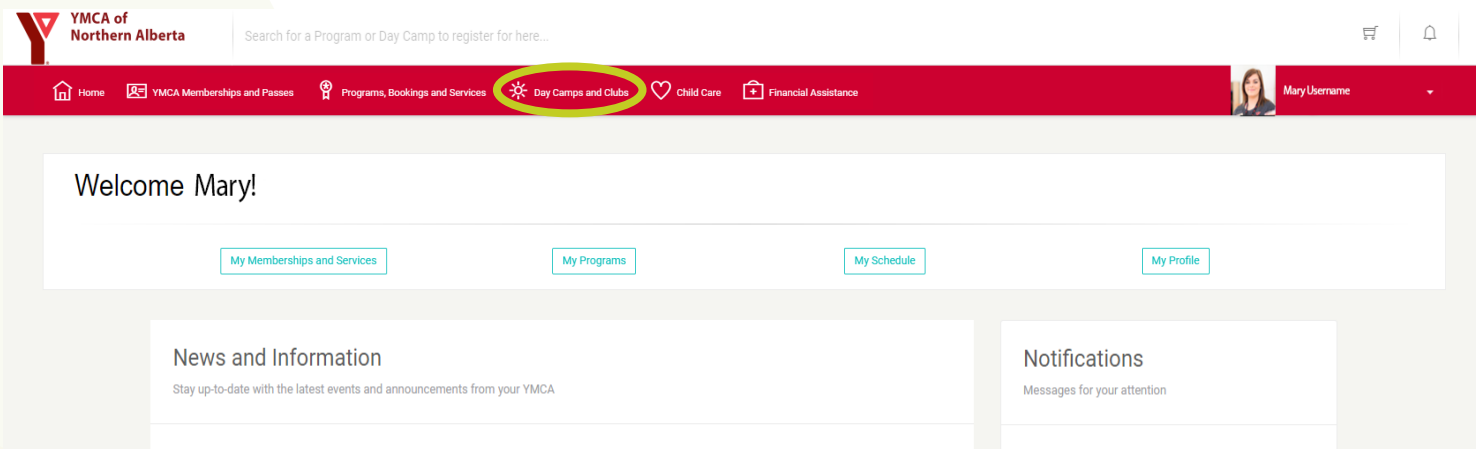 YMCA of
Northern Alberta
Search for a Program or Day Camp to register for here...
Home YMCA Memberships and Passes Programs, Bookings and Services Day Camps and Clubs Child Care Financial Assistance Mary Username
Welcome Mary!
My Memberships and Services My Programs My Schedule My Profile
News and Information
Stay up-to-date with the latest events and announcements from your YMCA
Notifications
Messages for your attention